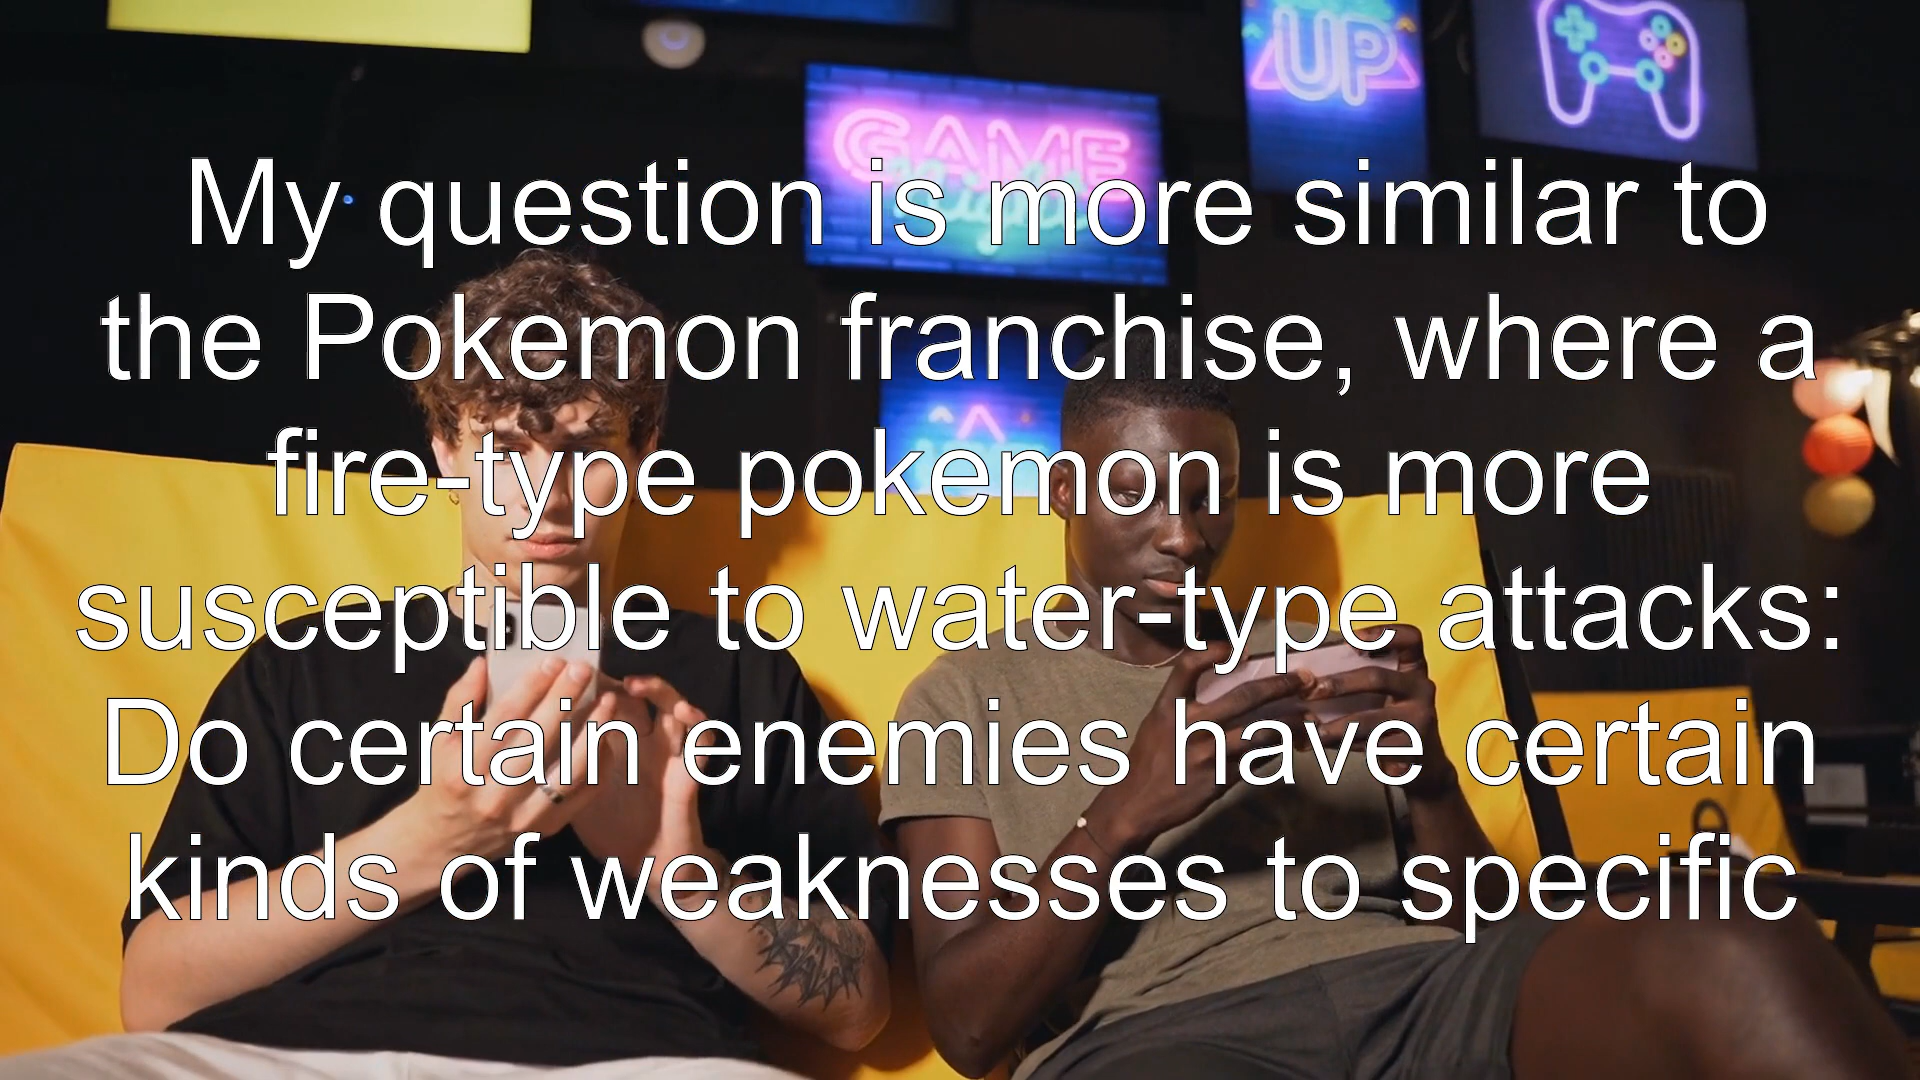 UP
GAME
My question is more similar to
the Pokemon franchise, where a
fire-type pokemon is more
susceptible to water-type attacks:
Do certain enemies have certain
kinds of weaknesses to specific